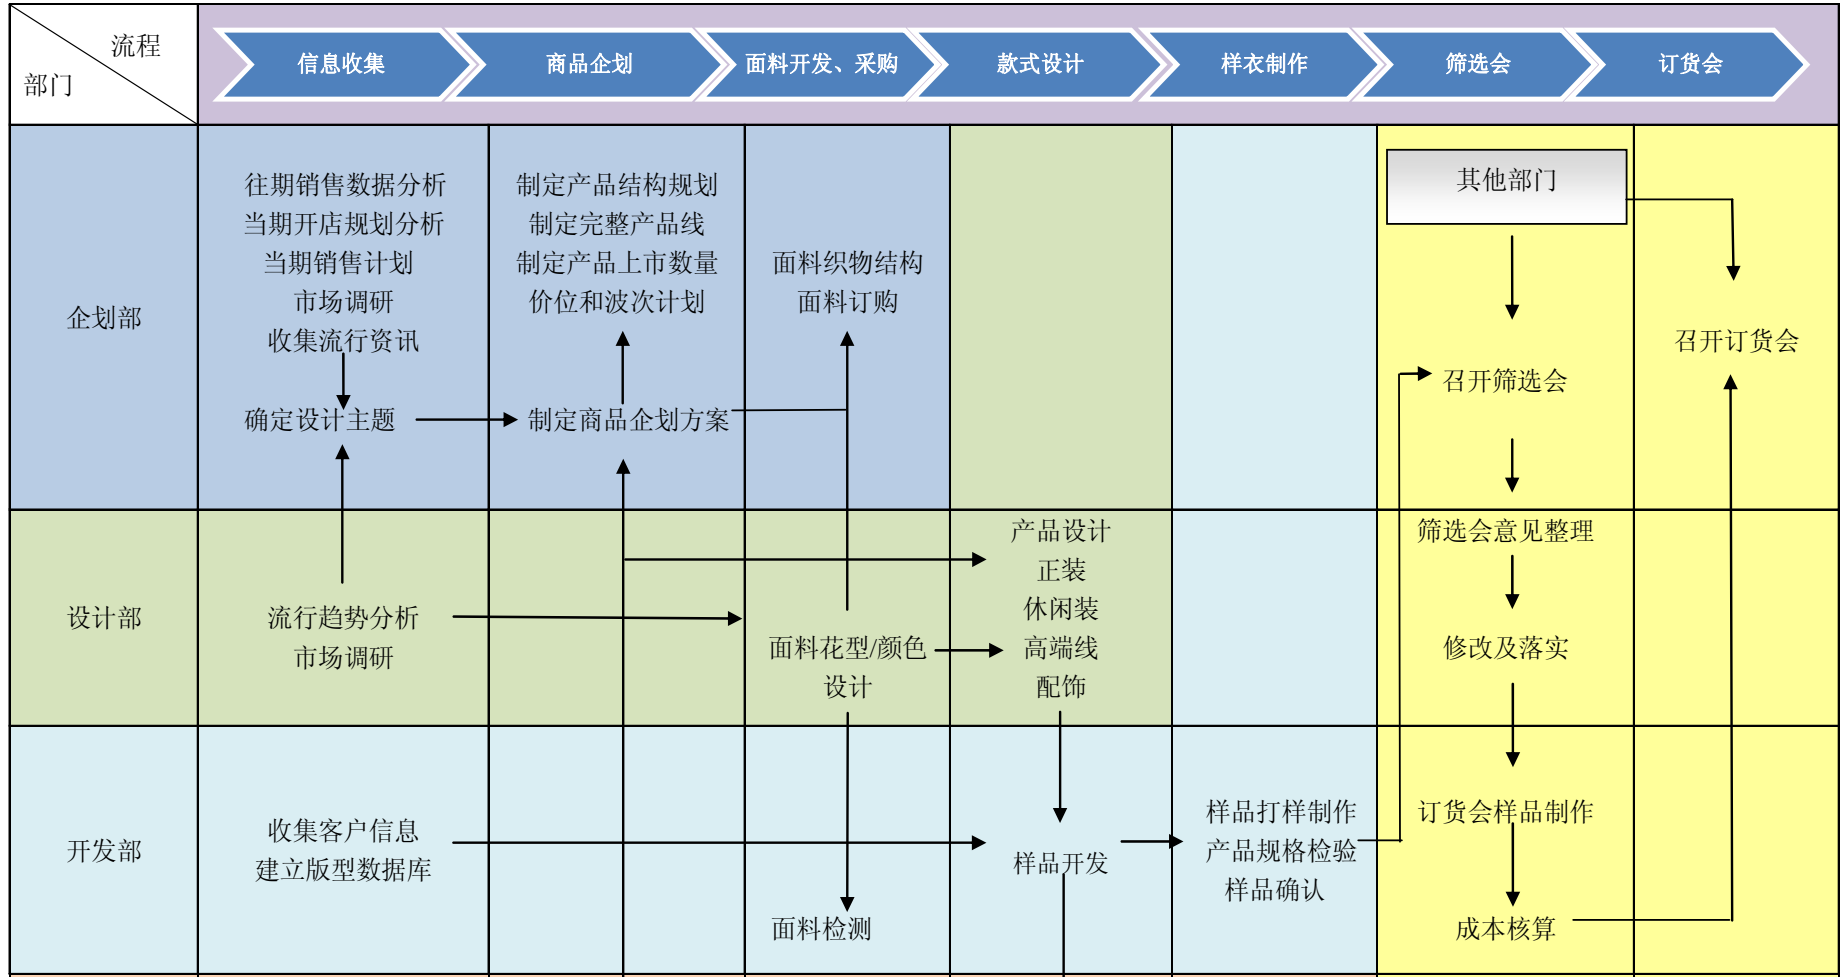 流程
部门
信息收集
商品企划
面料开发、采购
款式设计
样衣制作
筛选会
订货会
企划部
往期销售数据分析
当期开店规划分析
当期销售计划
市场调研
收集流行资讯
确定设计主题
制定产品结构规划
制定完整产品线
制定产品上市数量
价位和波次计划
制定商品企划方案
面料织物结构
面料订购
其他部门
召开筛选会
召开订货会
设计部
流行趋势分析
市场调研
面料花型/颜色
设计
产品设计
正装
休闲装
高端线
配饰
筛选会意见整理
修改及落实
开发部
收集客户信息
建立版型数据库
面料检测
样品开发
样品打样制作
产品规格检验
样品确认
订货会样品制作
成本核算